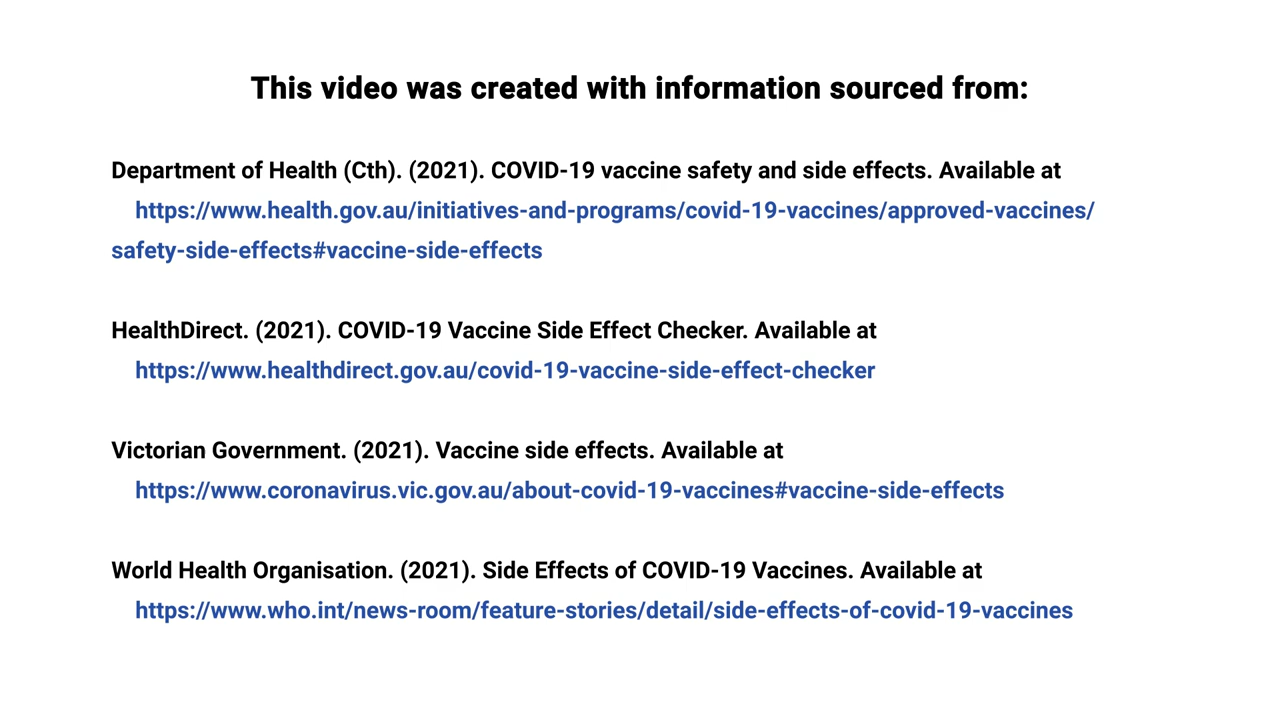 This video was created with information sourced from:
Department of Health (Cth). (2021). COVID-19 vaccine safety and side effects. Available at
https://www.health.gov.au/initiatives-and-programs/covid-19-vaccines/approved-vaccines/
safety-side-effects#vaccine-side-effects
HealthDirect. (2021). COVID-19 Vaccine Side Effect Checker. Available at
https://www.healthdirect.gov.au/covid-19-vaccine-side-effect-checker
Victorian Government. (2021). Vaccine side effects. Available at
https://www.coronavirus.vic.gov.au/about-covid-19-vaccines#vaccine-side-effects
World Health Organisation. (2021). Side Effects of COVID-19 Vaccines. Available at
https://www.who.int/news-room/feature-stories/detail/side-effects-of-covid-19-vaccines